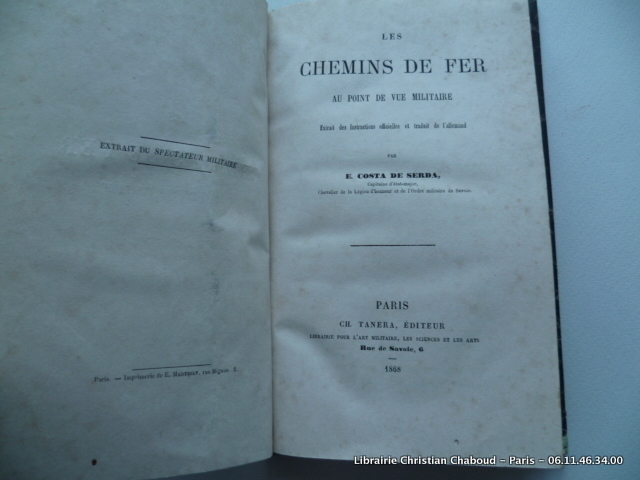 EXTRAIT DU SPECTATEUR MILITAIRE
Paris. — Imprimerie de E. MARTINET, rue Mignon, 2.
LES
CHEMINS DE FER
AU POINT DE VUE MILITAIRE
Extrait des Instructions officielles et traduit de l'allemand
PAR
E. COSTA DE SERDA,
Capitaine d'état-major,
Chevalier de la Légion d'honneur et de l'Ordre militaire de Savoie.
PARIS
CH. TANERA, ÉDITEUR
LIBRAIRIE POUR L'ART MILITAIRE, LES SCIENCES ET LES ARTS
Rue de Savoie, 6
1868
Librairie Christian Chaboud - Paris - 06.11.46.34.00